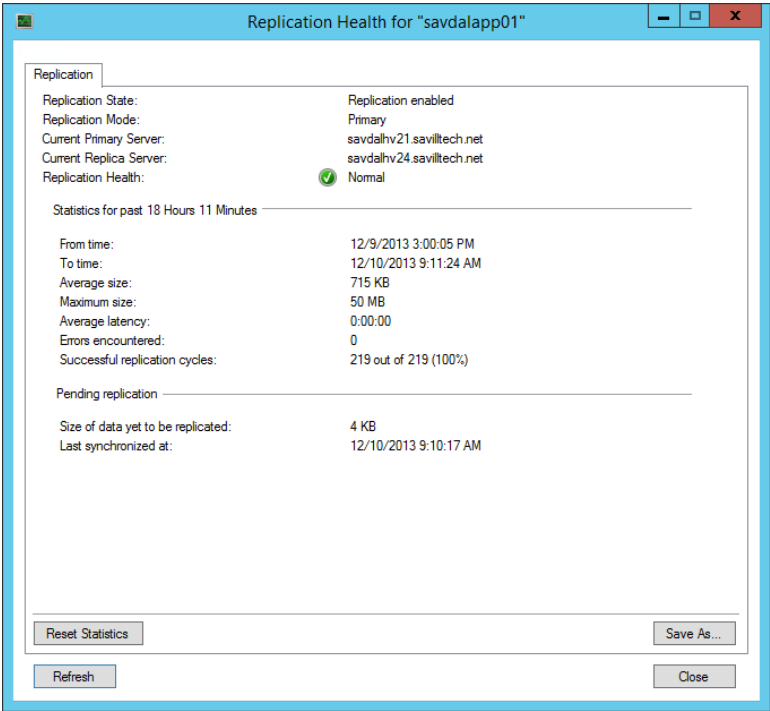 Replication Health for "savdalapp01"
Replication
Replication State: Replication enabled
Replication Mode: Primary
Current Primary Server: savdalhv21.savilltech.net
Current Replica Server: savdalhv24.savilltech.net
Replication Health: Normal
Statistics for past 18 Hours 11 Minutes
From time: 12/9/2013 3:00:05 PM
To time: 12/10/2013 9:11:24 AM
Average size: 715 KB
Maximum size: 50 MB
Average latency: 0:00:00
Errors encountered: 0
Successful replication cycles: 219 out of 219 (100%)
Pending replication
Size of data yet to be replicated: 4 KB
Last synchronized at: 12/10/2013 9:10:17 AM
Reset Statistics Save As...
Refresh Close